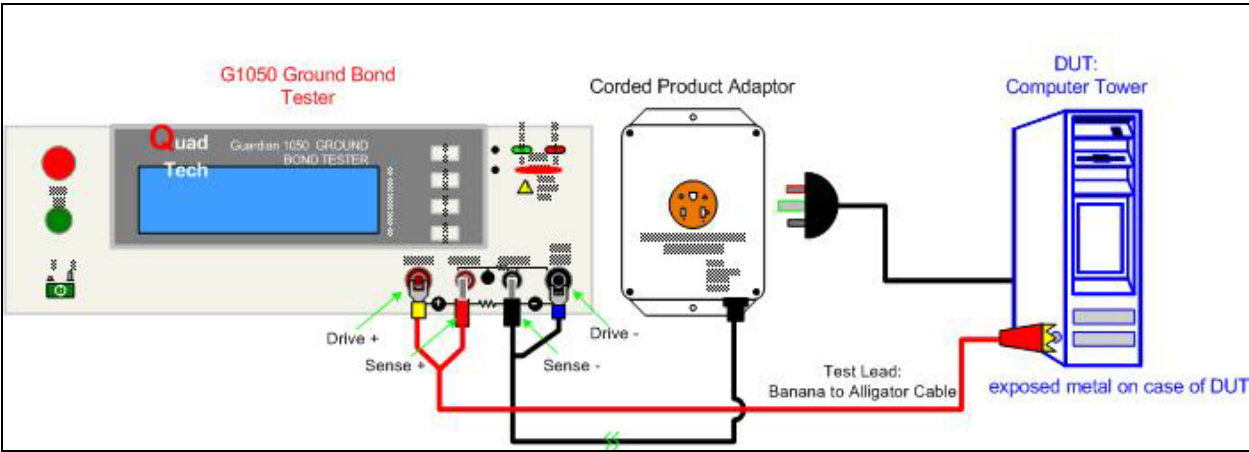 G1050 Ground Bond
Tester
Quad
Tech
Guardian 1050 GROUND
BOND TESTER
Corded Product Adaptor
DUT:
Computer Tower
Drive +
Sense +
Sense -
Drive -
Test Lead:
Banana to Alligator Cable
exposed metal on case of DUT